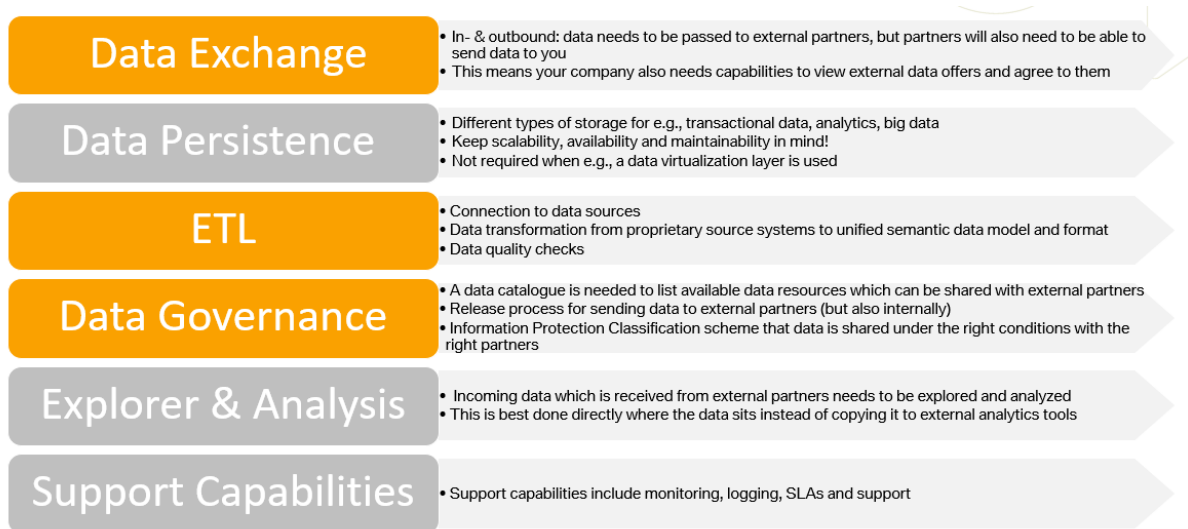 Data Exchange
• In- & outbound: data needs to be passed to external partners, but partners will also need to be able to
send data to you
• This means your company also needs capabilities to view external data offers and agree to them
Data Persistence
• Different types of storage for e.g., transactional data, analytics, big data
• Keep scalability, availability and maintainability in mind!
• Not required when e.g., a data virtualization layer is used
ETL
• Connection to data sources
• Data transformation from proprietary source systems to unified semantic data model and format
• Data quality checks
Data Governance
• A data catalogue is needed to list available data resources which can be shared with external partners
• Release process for sending data to external partners (but also internally)
• Information Protection Classification scheme that data is shared under the right conditions with the
right partners
Explorer & Analysis
• Incoming data which is received from external partners needs to be explored and analyzed
• This is best done directly where the data sits instead of copying it to external analytics tools
Support Capabilities
• Support capabilities include monitoring, logging, SLAs and support